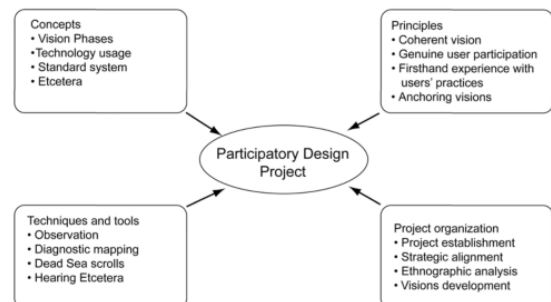 Concepts
• Vision Phases
•Technology usage
• Standard system
• Etcetera
Principles
• Coherent vision
• Genuine user participation
• Firsthand experience with
users' practices
• Anchoring visions
Participatory Design
Project
Techniques and tools
• Observation
• Diagnostic mapping
• Dead Sea scrolls
• Hearing Etcetera
Project organization
• Project establishment
• Strategic alignment
• Ethnographic analysis
• Visions development